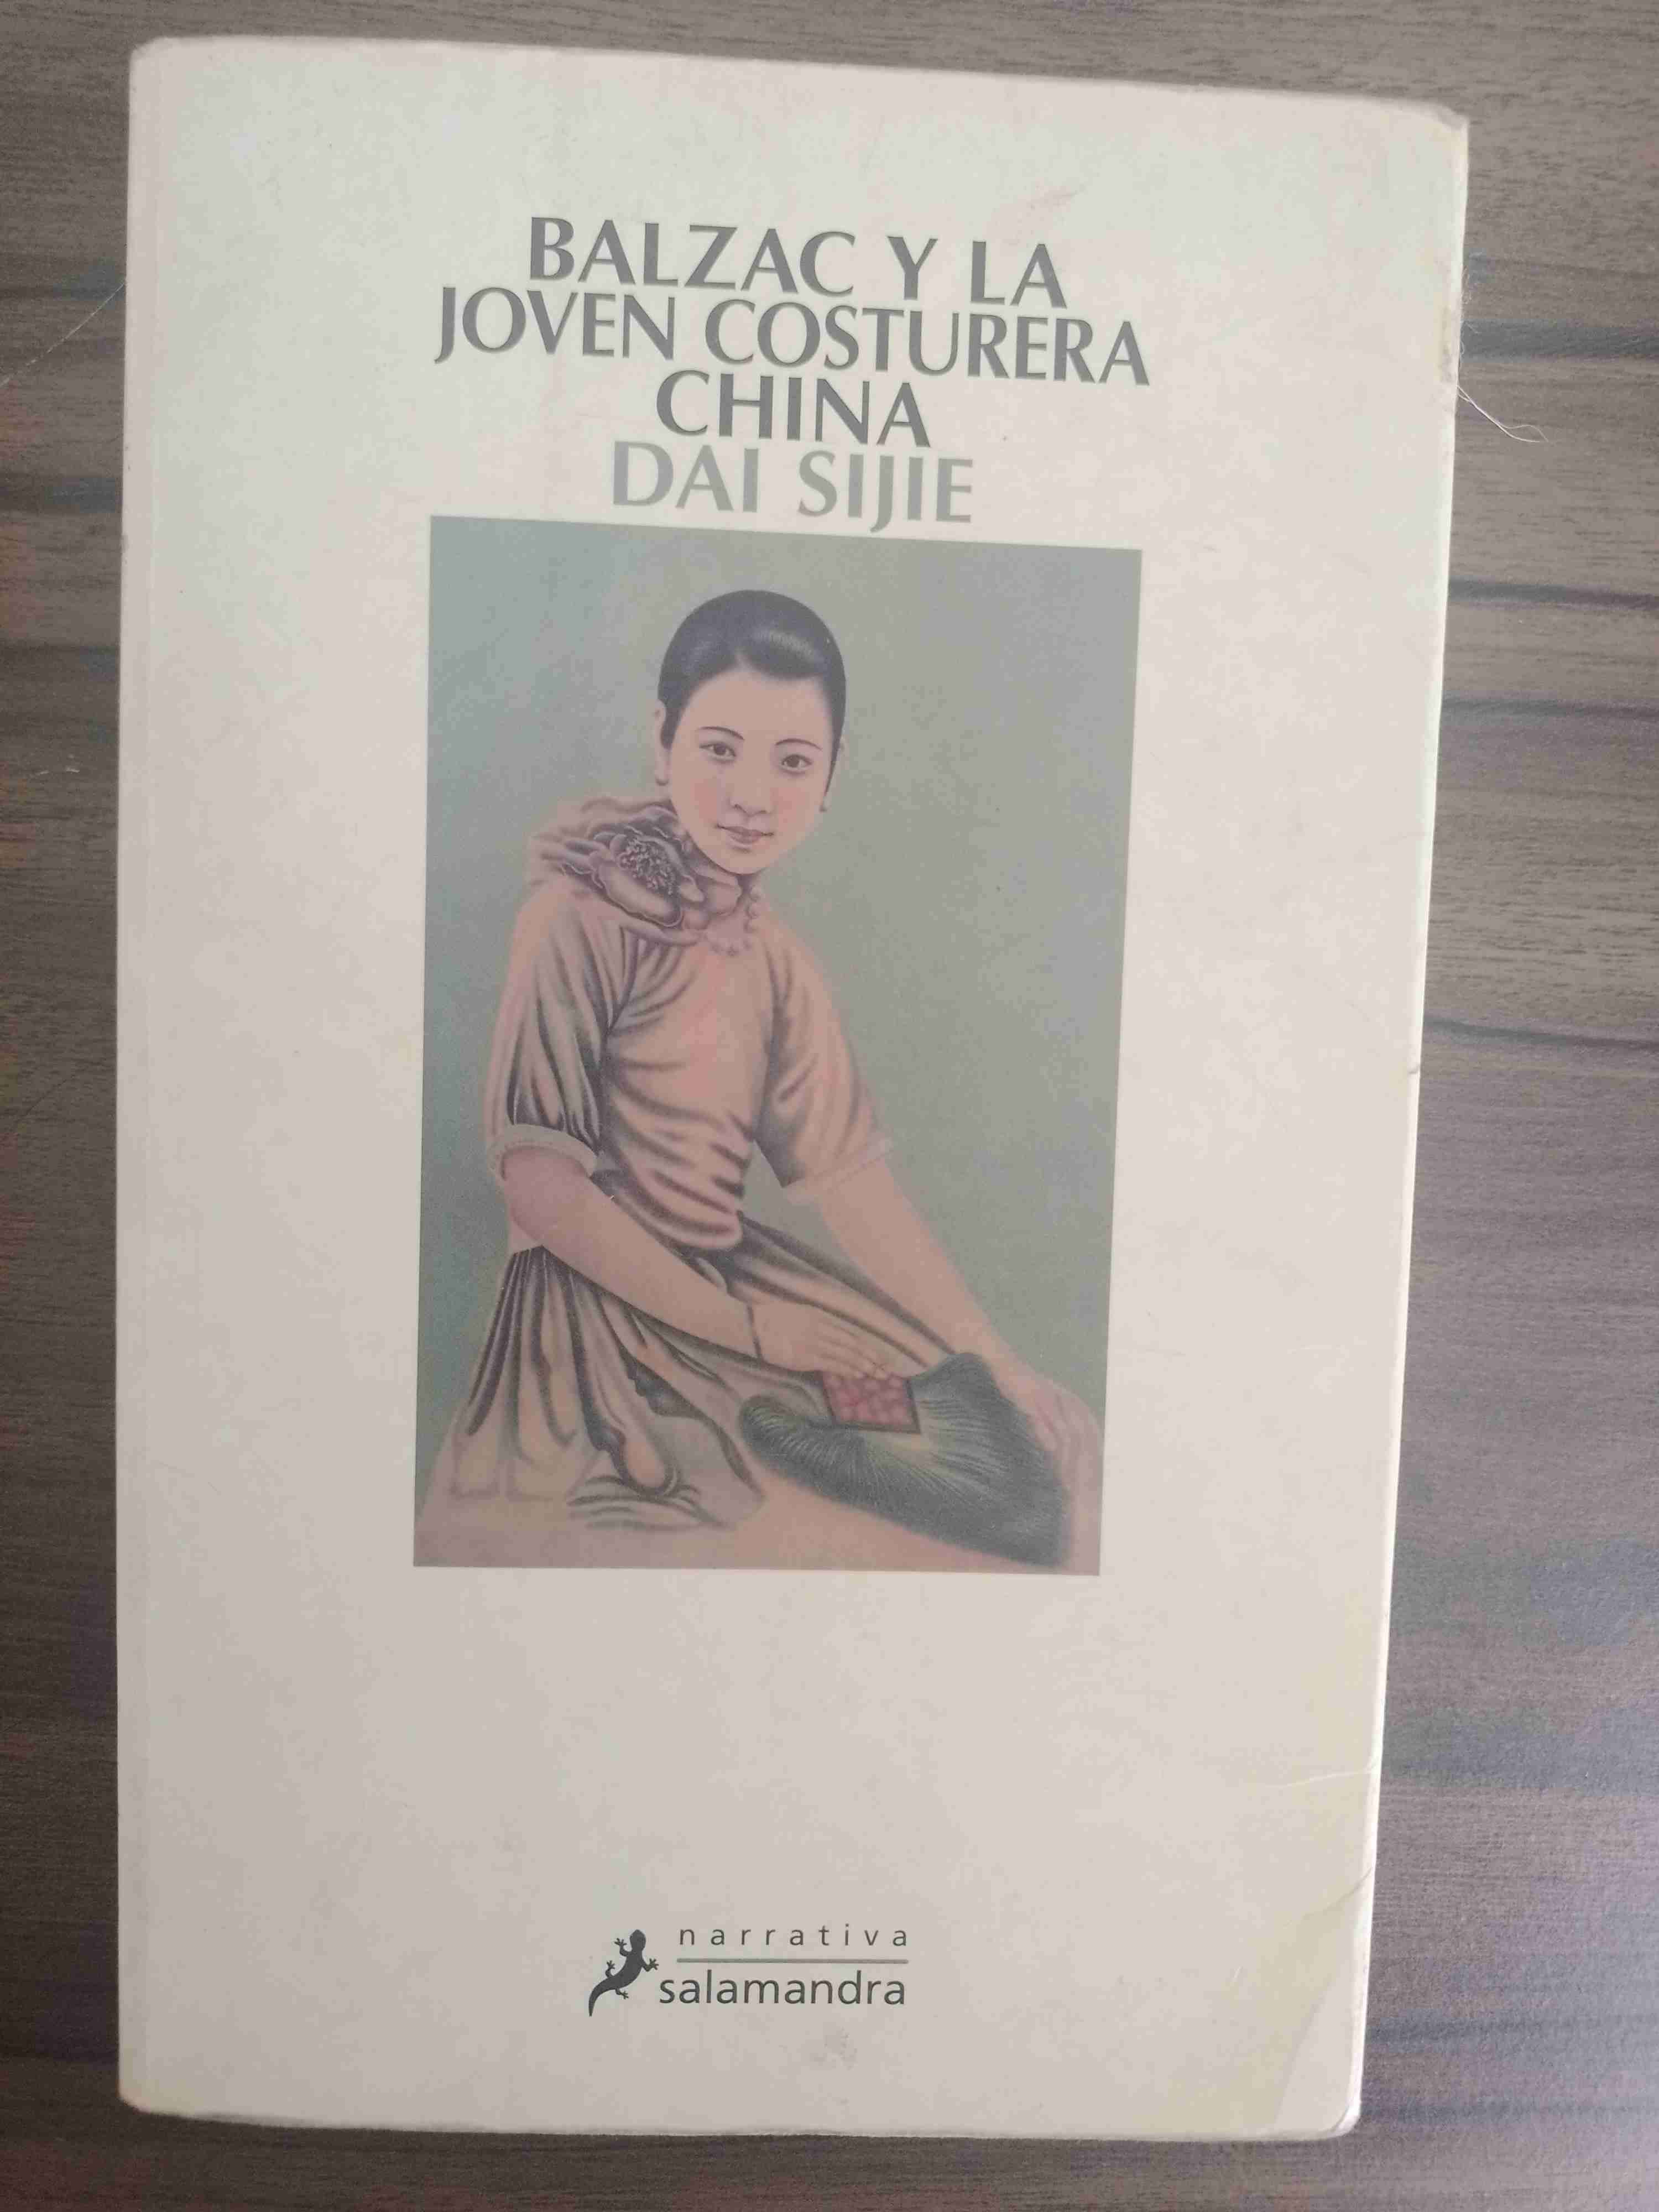 BALZAC Y LA
JOVEN COSTURERA
CHINA
DAI SIJIE
narrativa
salamandra